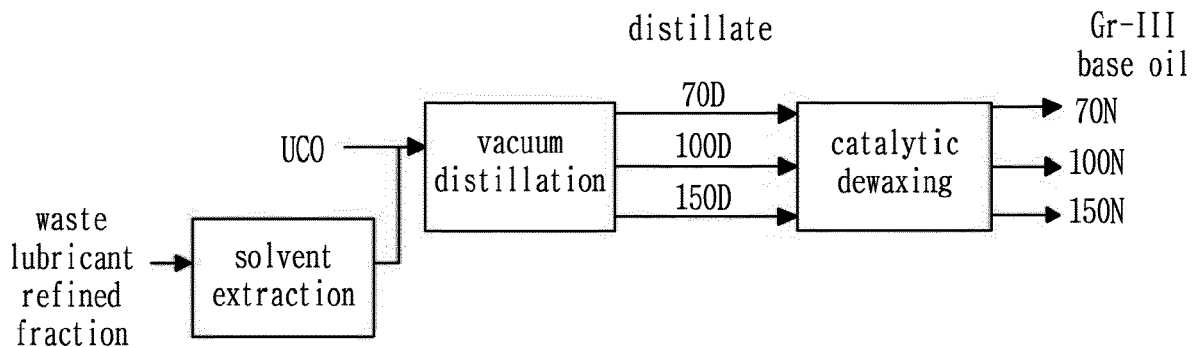 distillate
Gr-III
base oil
UCO
vacuum
distillation
70D
100D
150D
catalytic
dewaxing
70N
100N
150N
waste
lubricant
refined
fraction
solvent
extraction